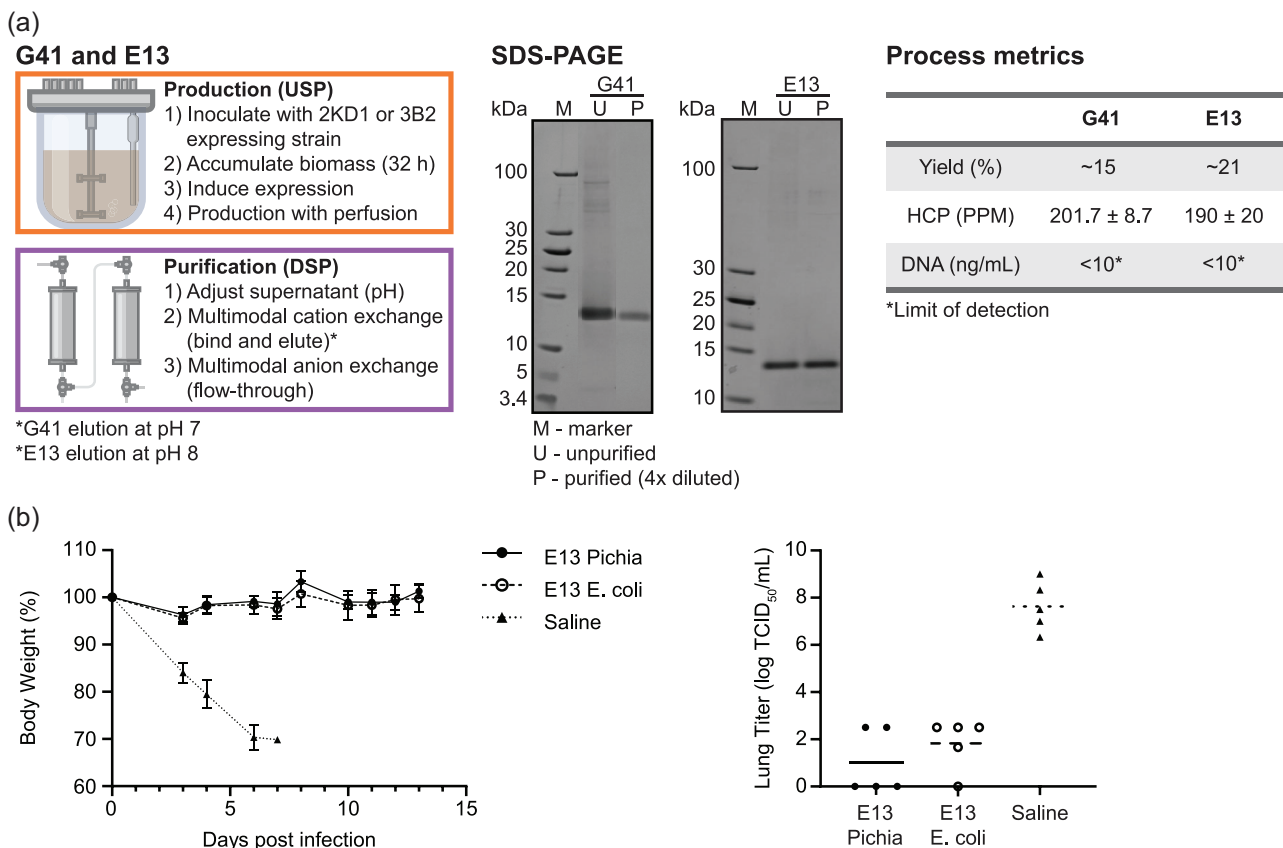 (a)
G41 and E13
Production (USP)
1) Inoculate with 2KD1 or 3B2
expressing strain
2) Accumulate biomass (32 h)
3) Induce expression
4) Production with perfusion
Purification (DSP)
1) Adjust supernatant (pH)
2) Multimodal cation exchange
(bind and elute)*
3) Multimodal anion exchange
(flow-through)
*G41 elution at pH 7
*E13 elution at pH 8
SDS-PAGE
G41
kDa M U P
100
30
25
20
15
10
5
3.4
E13
kDa M U P
100
30
25
20
15
10
M - marker
U - unpurified
P - purified (4x diluted)
Process metrics
G41 E13
Yield (%) ~15 ~21
HCP (PPM) 201.7 ± 8.7 190 ± 20
DNA (ng/mL) <10* <10*
*Limit of detection
(b)
Body Weight (%)
110
100
90
80
70
60
0 5 10 15
Days post infection
E13 Pichia
E13 E. coli
Saline
Lung Titer (log TCID50/mL)
10
8
6
4
2
0
E13 E13 Saline
Pichia E. coli